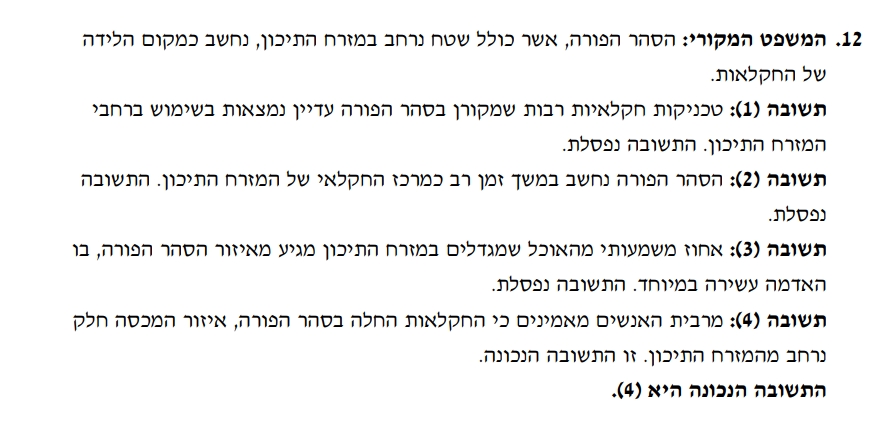 12. המשפט המקורי: הסהר הפורה, אשר כולל שטח נרחב במזרח התיכון, נחשב כמקום הלידה
של החקלאות.
תשובה (1): טכניקות חקלאיות רבות שמקורן בסהר הפורה עדיין נמצאות בשימוש ברחבי
המזרח התיכון. התשובה נפסלת.
תשובה (2): הסהר הפורה נחשב במשך זמן רב כמרכז החקלאי של המזרח התיכון. התשובה
נפסלת.
תשובה (3): אחוז משמעותי מהאוכל שמגדלים במזרח התיכון מגיע מאיזור הסהר הפורה, בו
האדמה עשירה במיוחד. התשובה נפסלת.
תשובה (4): מרבית האנשים מאמינים כי החקלאות החלה בסהר הפורה, איזור המכסה חלק
נרחב מהמזרח התיכון. זו התשובה הנכונה.
התשובה הנכונה היא (4).